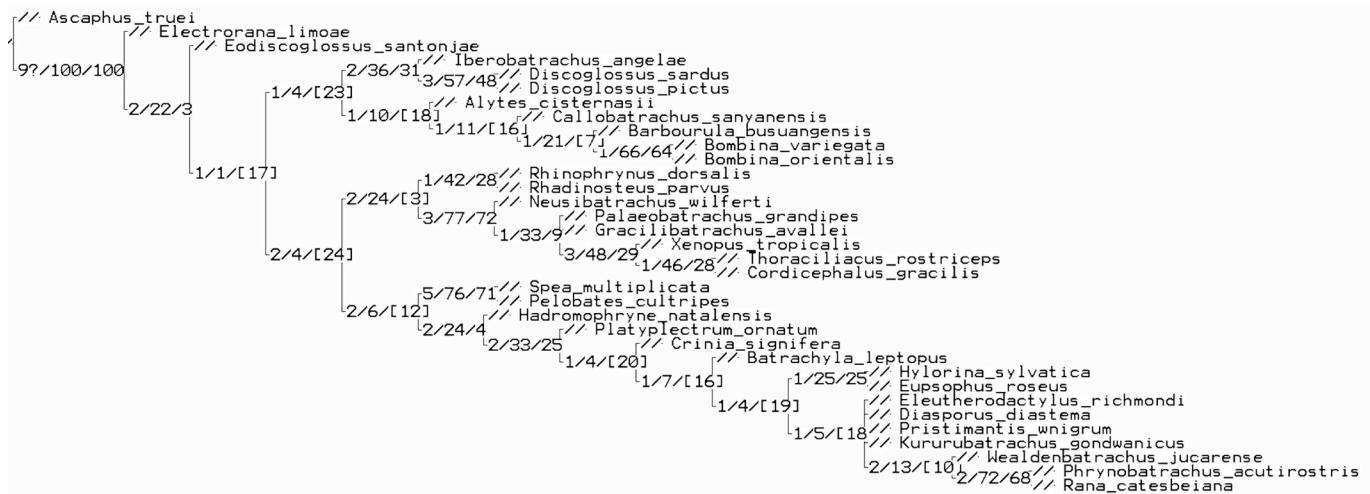 // Ascaphus_truei
// Electrorana_limoae
// Eodiscoglossus_santonjae
// Iberobatrachus_angelae
2/36/31
9?/100/100
3/57/48 // Discoglossus_sardus
// Discoglossus_pictus
1/4/[23]
// Alytes_cisternasii
2/22/3
1/10/[18]
// Callobatrachus_sanyanensis
1/11/[16]
// Barbourula_busuangensis
1/21/[7]
// Bombina_variegata
1/66/64
// Bombina_orientalis
1/1/[17]
// Rhinophrynus_dorsalis
1/42/28
// Rhadinosteus_parvus
2/24/[3]
// Neusibatrachus_wilferti
3/77/72
// Palaeobatrachus_grandipes
// Gracilibatrachus_avallei
1/33/9
// Xenopus_tropicalis
2/4/[24]
3/48/29
// Thoraciliacus_rostriceps
1/46/28
// Cordicephalus_gracilis
// Spea_multiplicata
5/76/71
// Pelobates_cultripes
2/6/[12]
// Hadromophryne_natalensis
2/24/4
// Platyplectrum_ornatum
2/33/25
// Crinia_signifera
1/4/[20]
// Batrachyla_leptopus
// Hylorina_sylvatica
1/7/[16]
1/25/25
// Eupsophus_roseus
// Eleutherodactylus_richmondi
1/4/[19]
// Diasporus_diastema
// Pristimantis_wnigrum
1/5/[18
// Kururubatrachus_gondwanicus
// Wealdenbatrachus_jucarense
2/13/[10]
// Phrynobatrachus_acutirostris
2/72/68
// Rana_catesbeiana